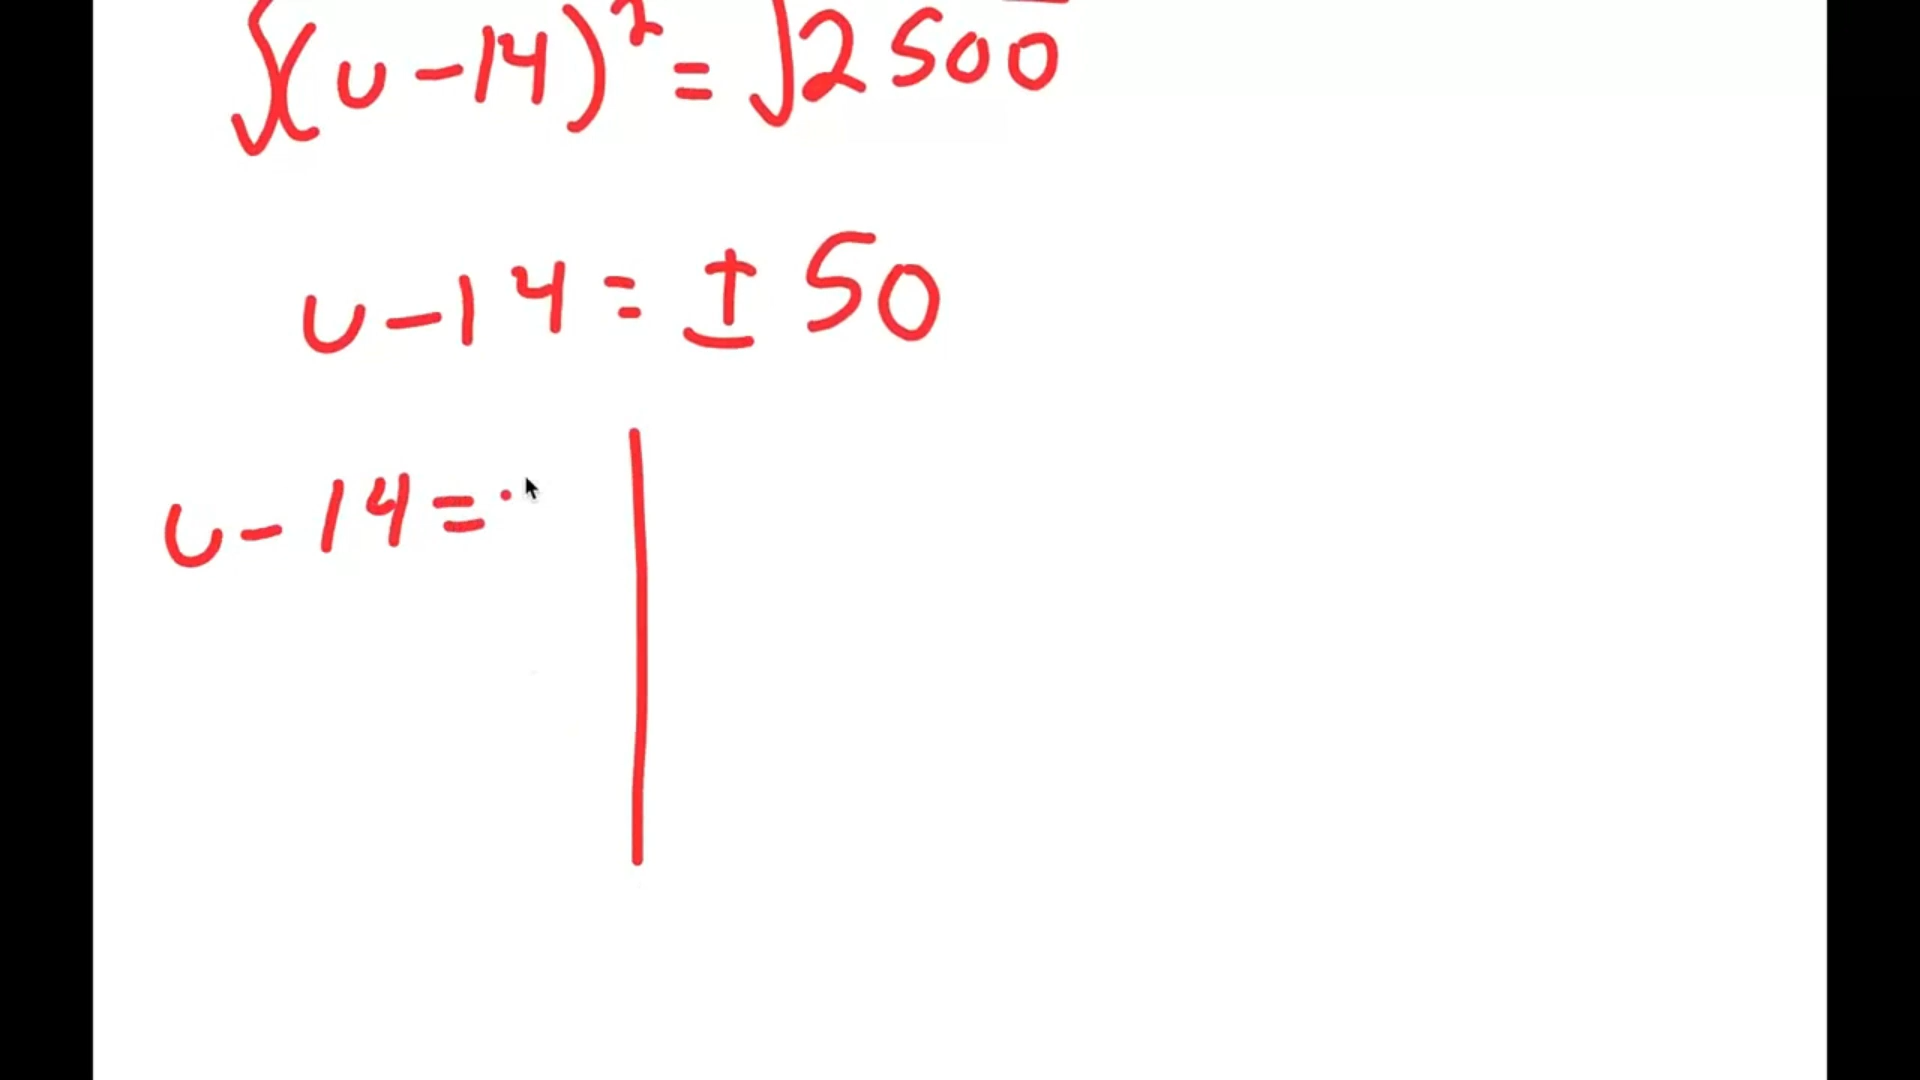 √(u-14)² = √2500
u-14 = ± 50
u - 14 =